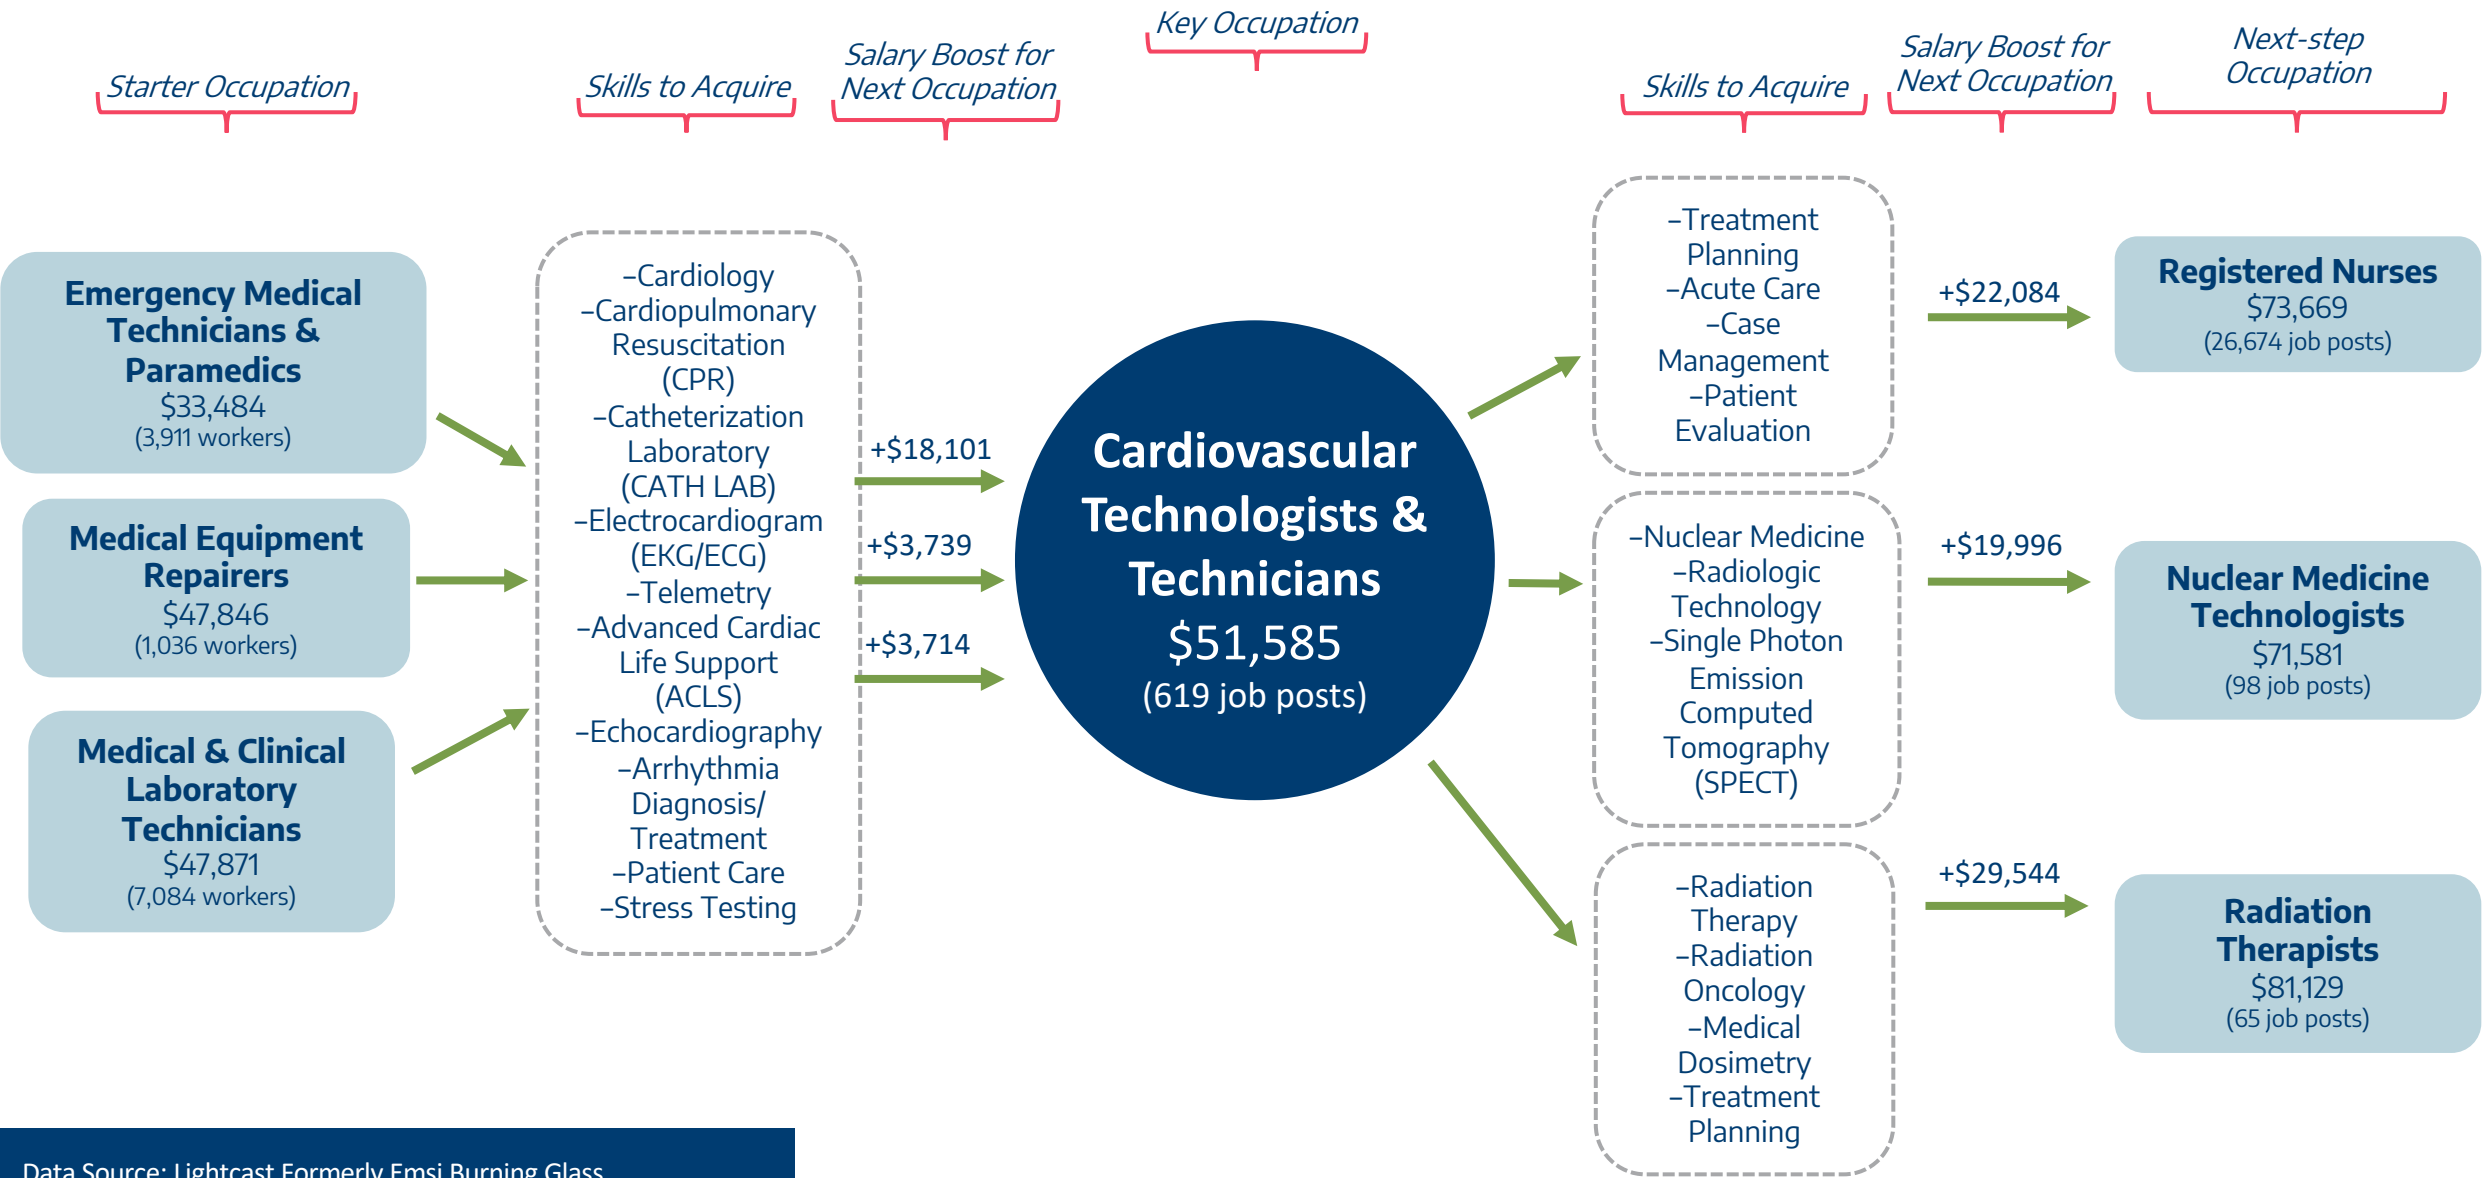 Starter Occupation
Skills to Acquire
Salary Boost for
Next Occupation
Key Occupation
Skills to Acquire
Salary Boost for
Next Occupation
Next-step
Occupation
Emergency Medical
Technicians &
Paramedics
$33,484
(3,911 workers)
Medical Equipment
Repairers
$47,846
(1,036 workers)
Medical & Clinical
Laboratory
Technicians
$47,871
(7,084 workers)
–Cardiology
–Cardiopulmonary
Resuscitation
(CPR)
–Catheterization
Laboratory
(CATH LAB)
–Electrocardiogram
(EKG/ECG)
–Telemetry
–Advanced Cardiac
Life Support
(ACLS)
–Echocardiography
–Arrhythmia
Diagnosis/
Treatment
–Patient Care
–Stress Testing
+$18,101
+$3,739
+$3,714
Cardiovascular
Technologists &
Technicians
$51,585
(619 job posts)
–Treatment
Planning
–Acute Care
–Case
Management
–Patient
Evaluation
+$22,084
Registered Nurses
$73,669
(26,674 job posts)
–Nuclear Medicine
–Radiologic
Technology
–Single Photon
Emission
Computed
Tomography
(SPECT)
+$19,996
Nuclear Medicine
Technologists
$71,581
(98 job posts)
–Radiation
Therapy
–Radiation
Oncology
–Medical
Dosimetry
–Treatment
Planning
+$29,544
Radiation
Therapists
$81,129
(65 job posts)
Data Source: Lightcast Formerly Emsi Burning Glass